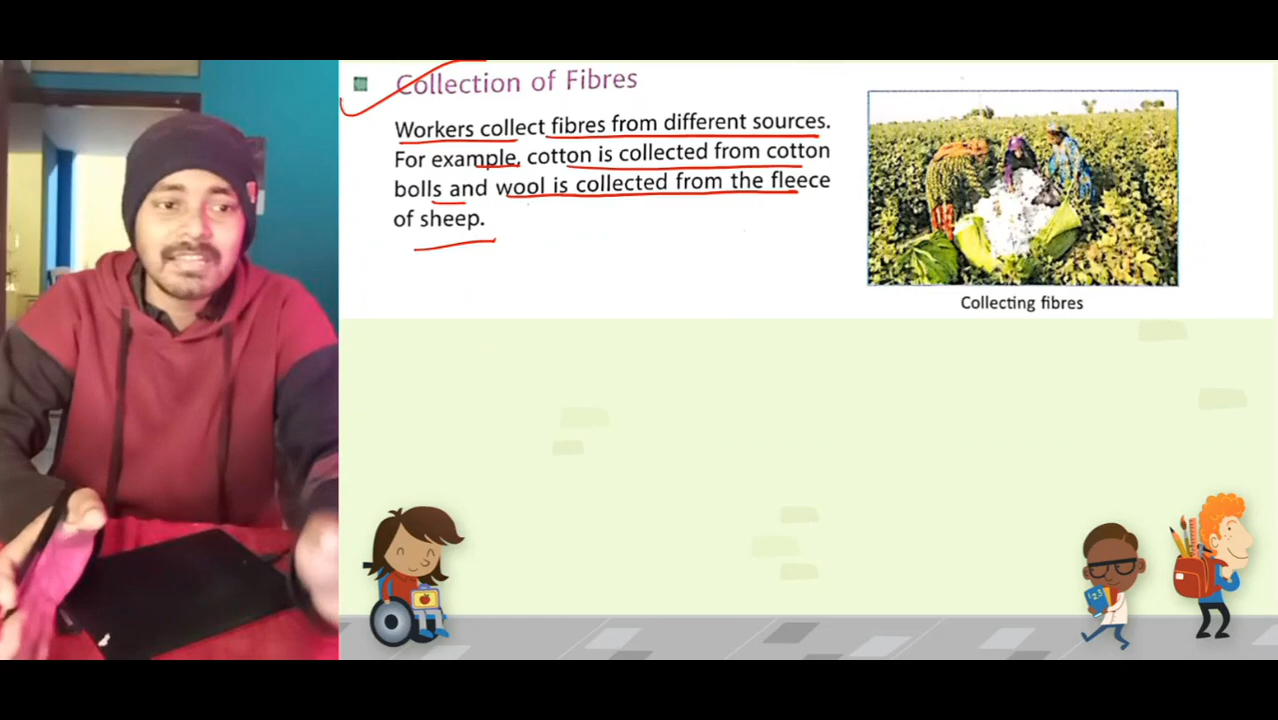 Collection of Fibres
Workers collect fibres from different sources.
For example, cotton is collected from cotton
bolls and wool is collected from the fleece
of sheep.
Collecting fibres